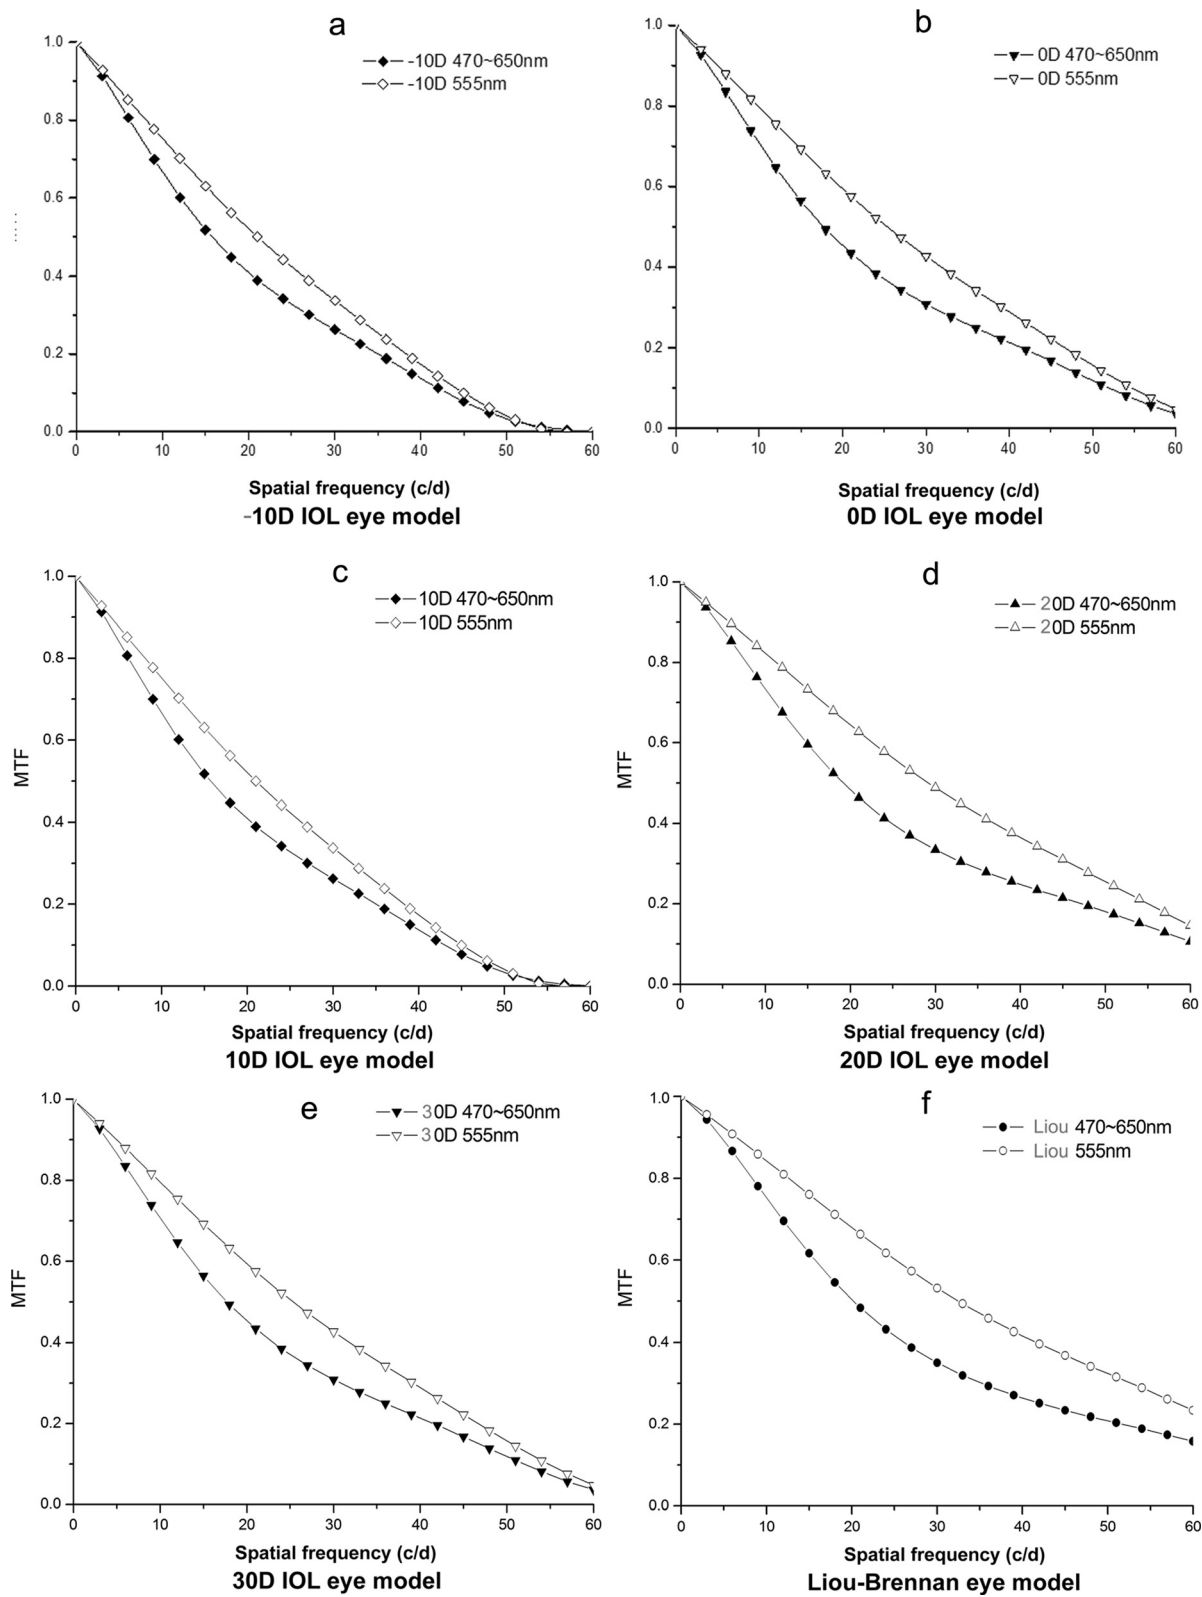 a
-10D 470~650nm
-10D 555nm
1.0
0.8
0.6
0.4
0.2
0.0
0 10 20 30 40 50 60
Spatial frequency (c/d)
-10D IOL eye model
b
0D 470~650nm
0D 555nm
1.0
0.8
0.6
0.4
0.2
0.0
0 10 20 30 40 50 60
Spatial frequency (c/d)
0D IOL eye model
c
10D 470~650nm
10D 555nm
1.0
0.8
0.6
0.4
0.2
0.0
MTF
0 10 20 30 40 50 60
Spatial frequency (c/d)
10D IOL eye model
d
20D 470~650nm
20D 555nm
1.0
0.8
0.6
0.4
0.2
0.0
MTF
0 10 20 30 40 50 60
Spatial frequency (c/d)
20D IOL eye model
e
30D 470~650nm
30D 555nm
1.0
0.8
0.6
0.4
0.2
0.0
MTF
0 10 20 30 40 50 60
Spatial frequency (c/d)
30D IOL eye model
f
Liou 470~650nm
Liou 555nm
1.0
0.8
0.6
0.4
0.2
0.0
MTF
0 10 20 30 40 50 60
Spatial frequency (c/d)
Liou-Brennan eye model